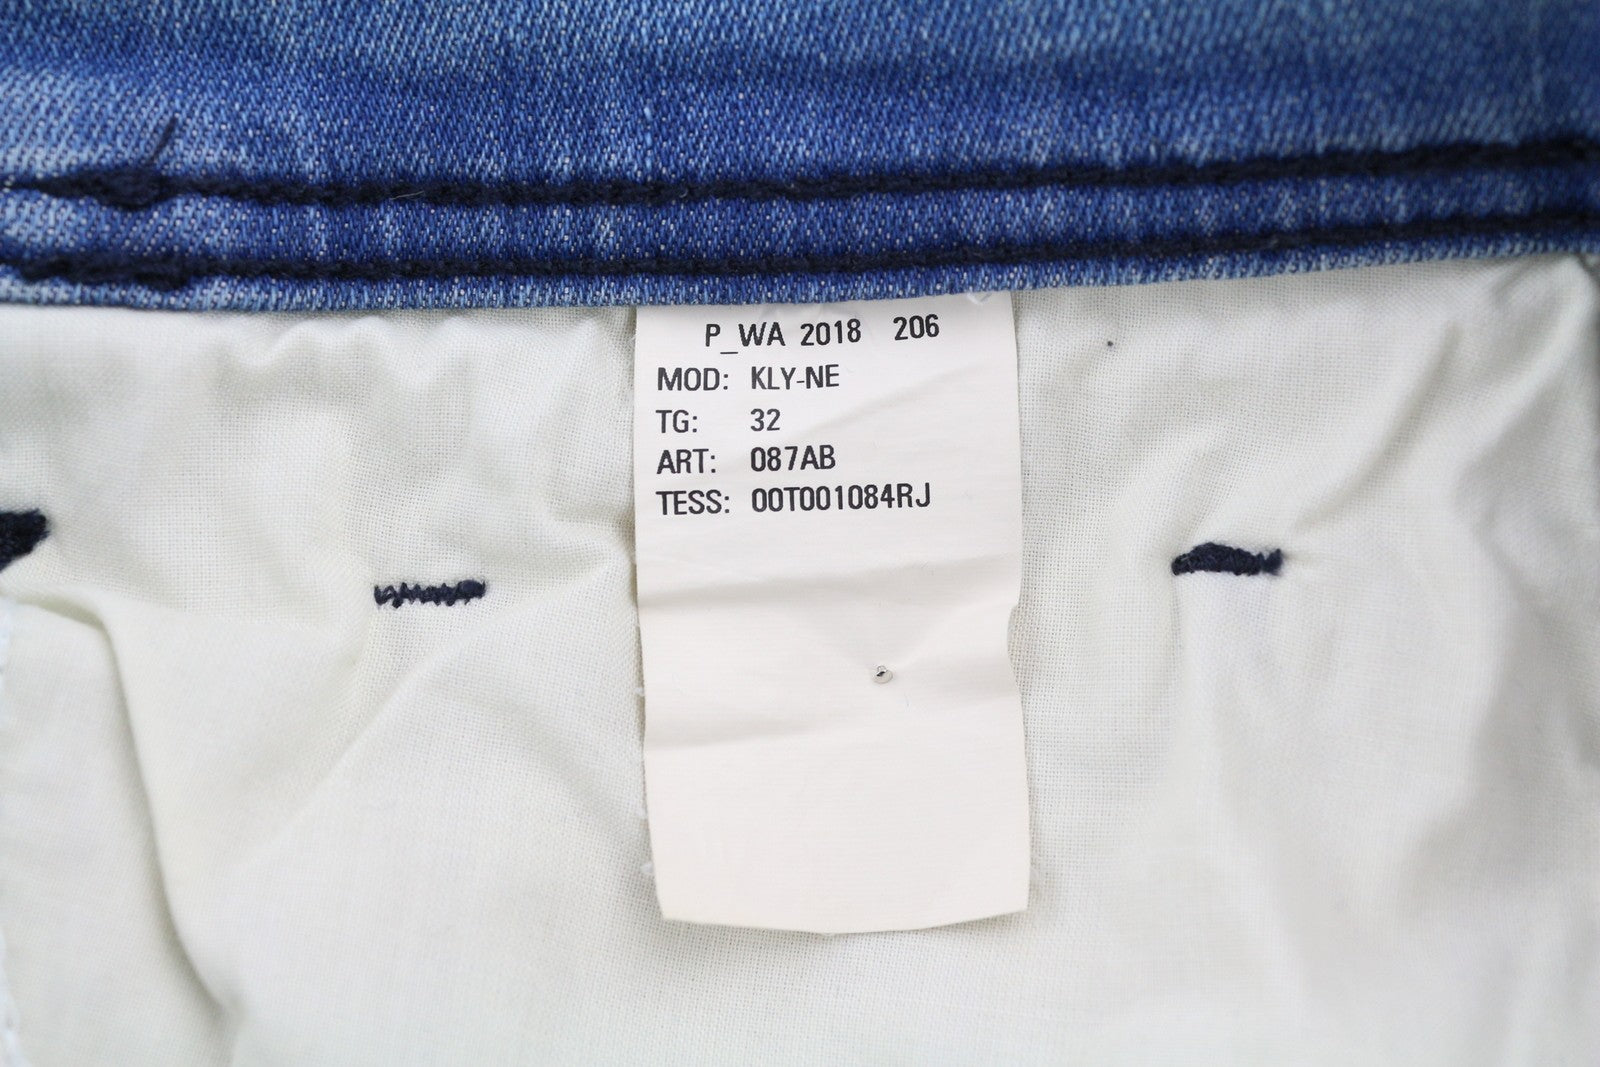 P_WA 2018 206
MOD: KLY-NE
TG: 32
ART: 087AB
TESS: 00T001084RJ